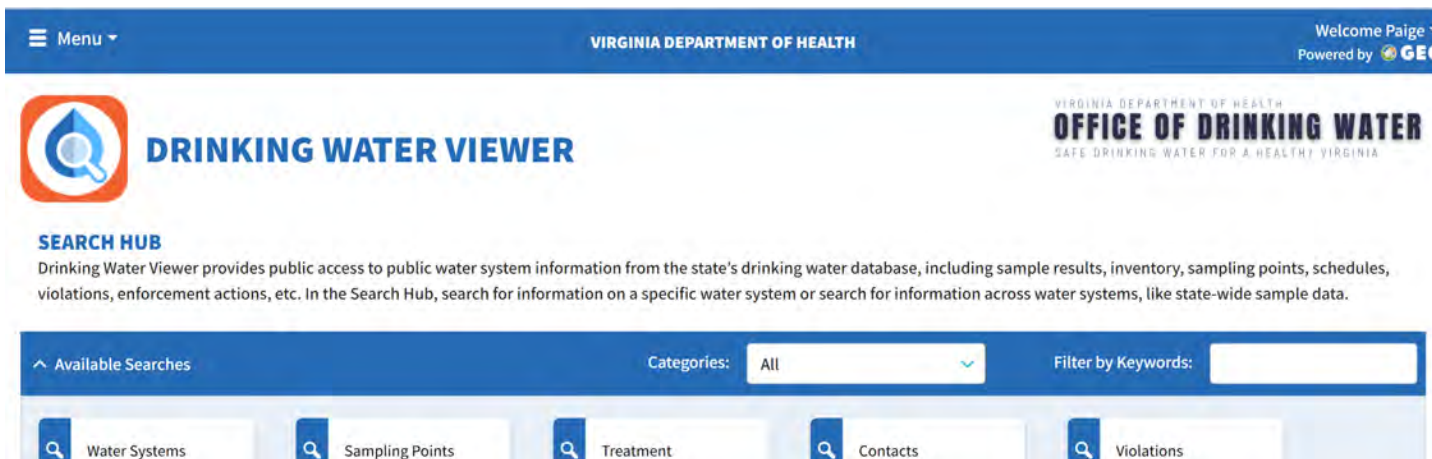 Menu
VIRGINIA DEPARTMENT OF HEALTH
Welcome Paige
Powered by
DRINKING WATER VIEWER
VIRGINIA DEPARTMENT OF HEALTH
OFFICE OF DRINKING WATER
SAFE DRINKING WATER FOR A HEALTHY VIRGINIA
SEARCH HUB
Drinking Water Viewer provides public access to public water system information from the state's drinking water database, including sample results, inventory, sampling points, schedules,
violations, enforcement actions, etc. In the Search Hub, search for information on a specific water system or search for information across water systems, like state-wide sample data.
Available Searches
Categories: All
Filter by Keywords:
Water Systems
Sampling Points
Treatment
Contacts
Violations